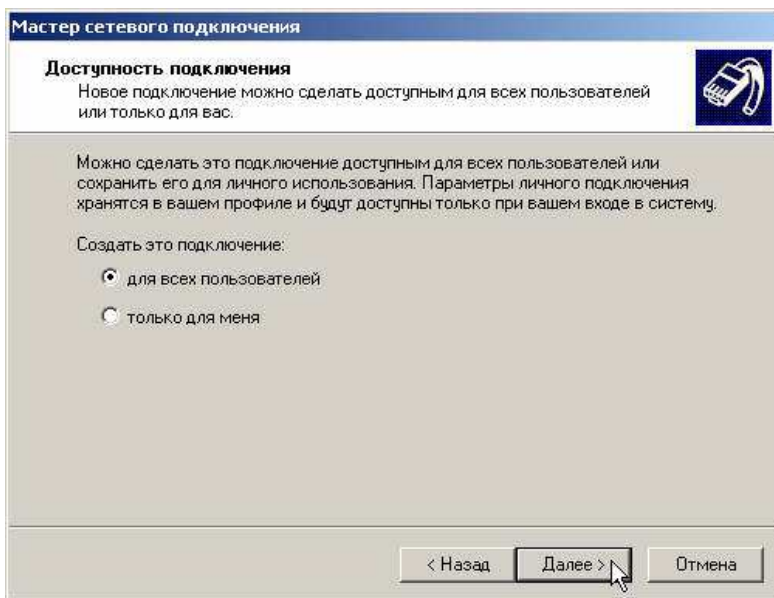 Мастер сетевого подключения
Доступность подключения
Новое подключение можно сделать доступным для всех пользователей
или только для вас.
Можно сделать это подключение доступным для всех пользователей или
сохранить его для личного использования. Параметры личного подключения
хранятся в вашем профиле и будут доступны только при вашем входе в систему.
Создать это подключение:
для всех пользователей
только для меня
< Назад Далее > Отмена